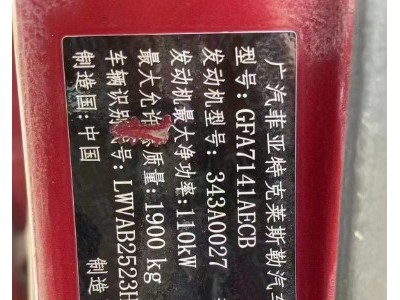 广汽菲亚特克莱斯勒汽车
型号：GFA7141AECB
发动机型号：343A0027
发动机最大净功率：110kW
最大允许 质量：1900 kg
车辆识别 号：LWVAB2523H
制造国：中国 制造